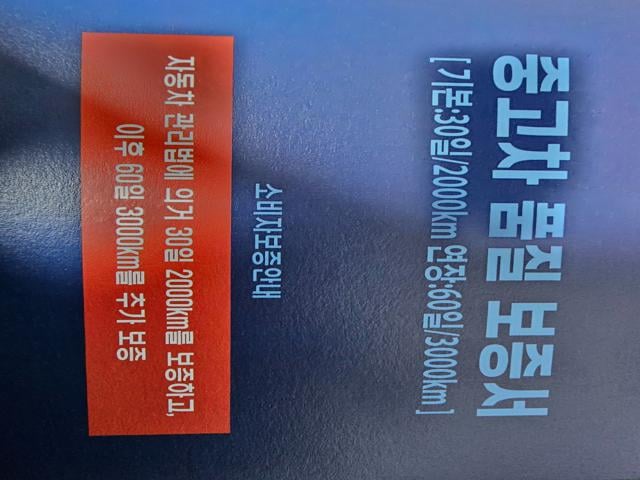 중고차 품질 보증서
[ 기본:30일/2000km 연장:60일/3000km ]
소비자보증안내
자동차 관리법에 의거 30일 2000km를 보증하고,
이후 60일 3000km를 추가 보증